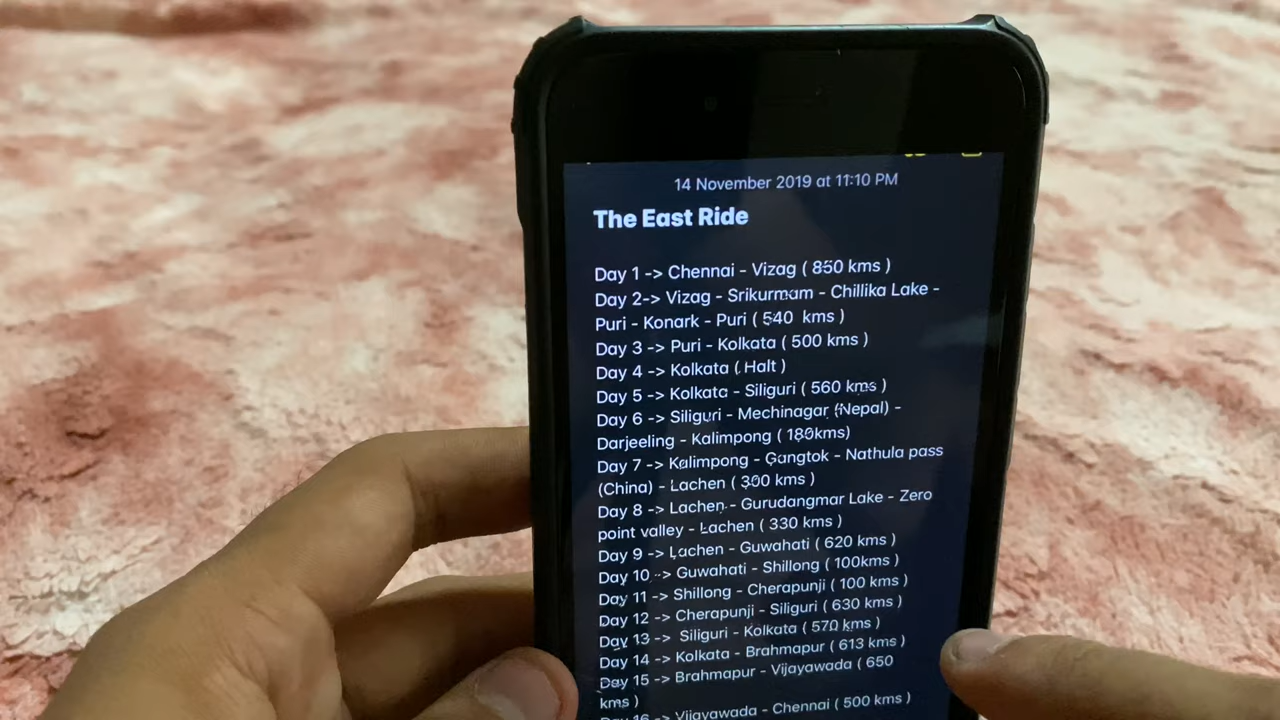 14 November 2019 at 11:10 PM
The East Ride
Day 1 -> Chennai - Vizag ( 850 kms )
Day 2-> Vizag - Srikurmam - Chillika Lake -
Puri - Konark - Puri ( 540 kms )
Day 3 -> Puri - Kolkata ( 500 kms )
Day 4 -> Kolkata ( Halt )
Day 5 -> Kolkata - Siliguri ( 560 kms )
Day 6 -> Siliguri - Mechinagar (Nepal) -
Darjeeling - Kalimpong ( 180kms)
Day 7 -> Kalimpong - Gangtok - Nathula pass
(China) - Lachen ( 300 kms )
Day 8 -> Lachen - Gurudangmar Lake - Zero
point valley - Lachen ( 330 kms )
Day 9 -> Lachen - Guwahati ( 620 kms )
Day 10 -> Guwahati - Shillong ( 100kms )
Day 11 -> Shillong - Cherapunji ( 100 kms )
Day 12 -> Cherapunji - Siliguri ( 630 kms )
Day 13 -> Siliguri - Kolkata ( 570 kms )
Day 14 -> Kolkata - Brahmapur ( 613 kms )
Day 15 -> Brahmapur - Vijayawada ( 650
kms )
Day 16 -> Vijayawada - Chennai ( 500 kms )